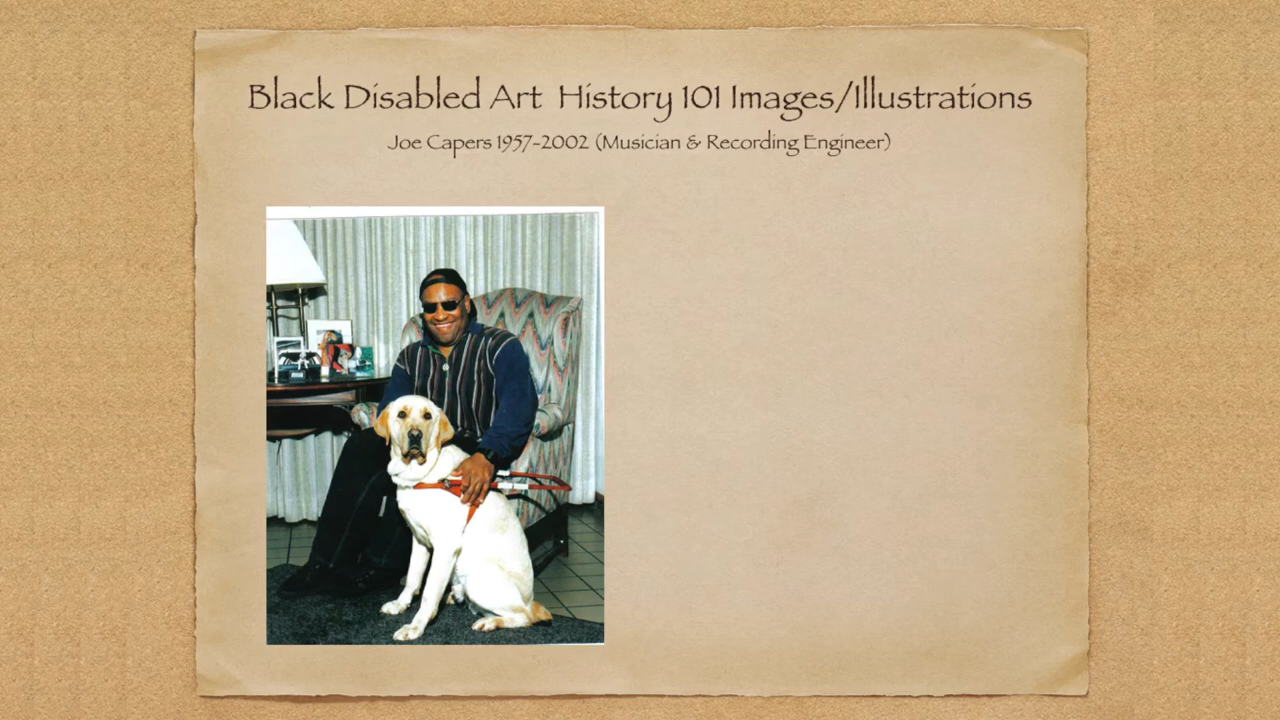 Black Disabled Art History 101 Images/Illustrations
Joe Capers 1957-2002 (Musician & Recording Engineer)